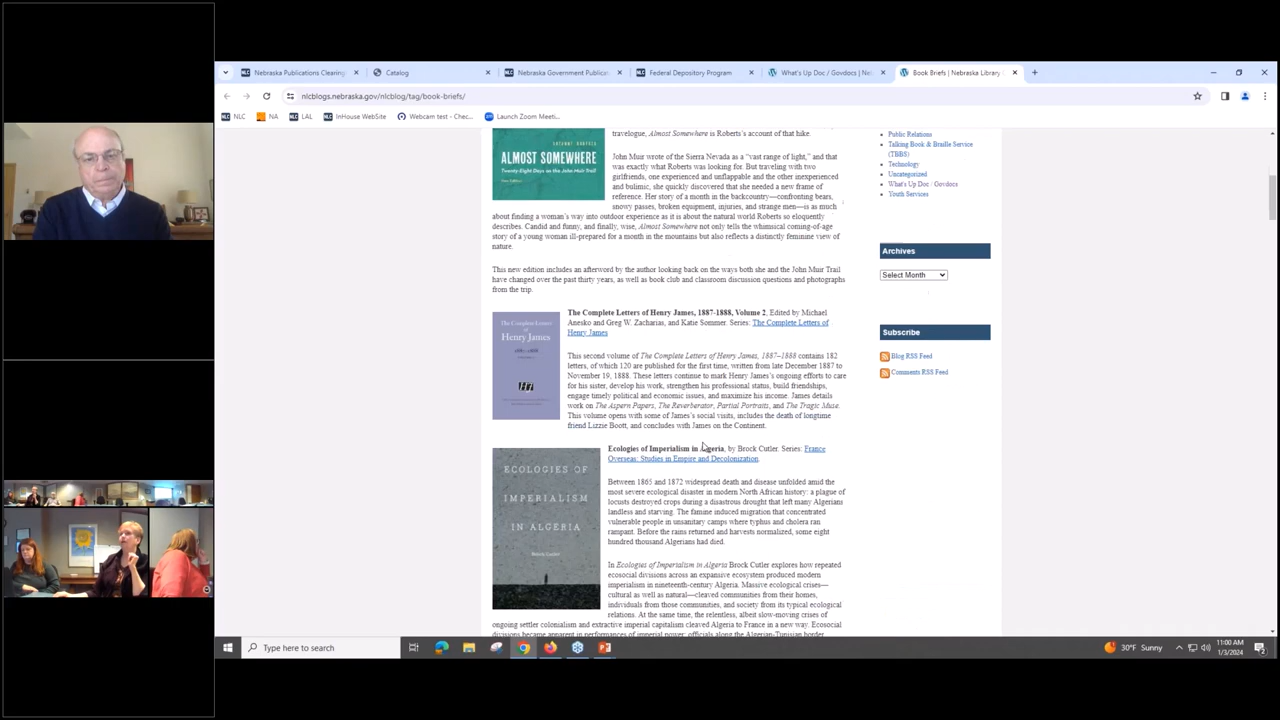 Nebraska Publications Clearing
Catalog
Nebraska Government Publica
Federal Depository Program
What's Up Doc / Govdocs | Ne
Book Briefs | Nebraska Library
nlcblogs.nebraska.gov/nlcblog/tag/book-briefs/
NLC
NA
LAL
InHouse WebSite
Webcam test - Chec...
Launch Zoom Meeti...
ALMOST SOMEWHERE
Twenty-Eight Days on the John Muir Trail
travelogue, Almost Somewhere is Roberts's account of that hike.
John Muir wrote of the Sierra Nevada as a "vast range of light," and that
was exactly what Roberts was looking for. But traveling with two
girlfriends, one experienced and unflappable and the other inexperienced
and bulimic, she quickly discovered that she needed a new frame of
reference. Her story of a month in the backcountry—confronting bears,
snowy passes, broken equipment, injuries, and strange men—is as much
about finding a woman's way into outdoor experience as it is about the natural world Roberts so eloquently
describes. Candid and funny, and finally, wise, Almost Somewhere not only tells the whimsical coming-of-age
story of a young woman ill-prepared for a month in the mountains but also reflects a distinctly feminine view of
nature.
This new edition includes an afterword by the author looking back on the ways both she and the John Muir Trail
have changed over the past thirty years, as well as book club and classroom discussion questions and photographs
from the trip.
The Complete Letters
of
Henry James
The Complete Letters of Henry James, 1887-1888, Volume 2, Edited by Michael
Anesko and Greg W. Zacharias, and Katie Sommer. Series: The Complete Letters of
Henry James
This second volume of The Complete Letters of Henry James, 1887–1888 contains 182
letters, of which 120 are published for the first time, written from late December 1887 to
November 19, 1888. These letters continue to mark Henry James's ongoing efforts to care
for his sister, develop his work, strengthen his professional status, build friendships,
engage timely political and economic issues, and maximize his income. James details
work on The Aspern Papers, The Reverberator, Partial Portraits, and The Tragic Muse.
This volume opens with some of James's social visits, includes the death of longtime
friend Lizzie Boott, and concludes with James on the Continent.
ECOLOGIES OF
IMPERIALISM
IN ALGERIA
Brock Cutler
Ecologies of Imperialism in Algeria, by Brock Cutler. Series: France
Overseas: Studies in Empire and Decolonization.
Between 1865 and 1872 widespread death and disease unfolded amid the
most severe ecological disaster in modern North African history: a plague of
locusts destroyed crops during a disastrous drought that left many Algerians
landless and starving. The famine induced migration that concentrated
vulnerable people in unsanitary camps where typhus and cholera ran
rampant. Before the rains returned and harvests normalized, some eight
hundred thousand Algerians had died.
In Ecologies of Imperialism in Algeria Brock Cutler explores how repeated
ecosocial divisions across an expansive ecosystem produced modern
imperialism in nineteenth-century Algeria. Massive ecological crises—
cultural as well as natural—cleaved communities from their homes,
individuals from those communities, and society from its typical ecological
relations. At the same time, the relentless, albeit slow-moving crises of
ongoing settler colonialism and extractive imperial capitalism cleaved Algeria to France in a new way. Ecosocial
divisions became apparent in performances of imperial power: officials along the Algerian-Tunisian border
Public Relations
Talking Book & Braille Service
(TBBS)
Technology
Uncategorized
What's Up Doc / Govdocs
Youth Services
Archives
Select Month
Subscribe
Blog RSS Feed
Comments RSS Feed
Type here to search
30°F Sunny
11:00 AM
1/3/2024